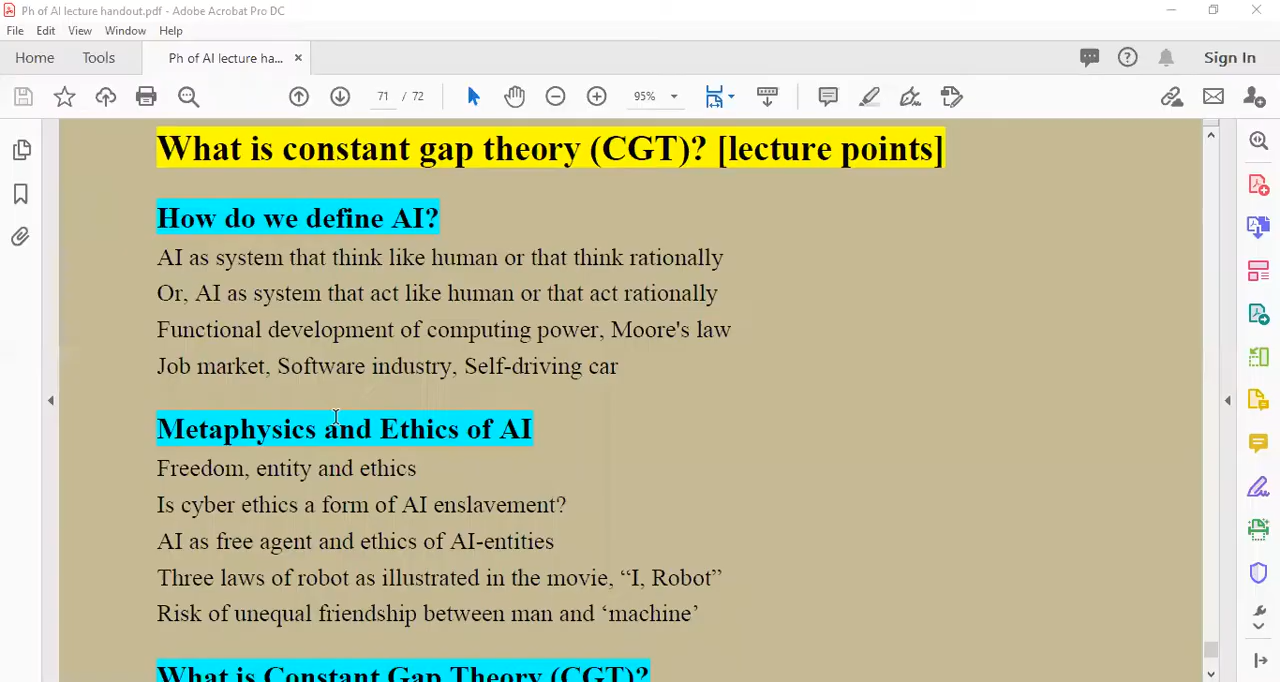 Ph of AI lecture handout.pdf - Adobe Acrobat Pro DC
File Edit View Window Help
Home Tools Ph of AI lecture ha... × Sign In
71 / 72 95%
What is constant gap theory (CGT)? [lecture points]
How do we define AI?
AI as system that think like human or that think rationally
Or, AI as system that act like human or that act rationally
Functional development of computing power, Moore's law
Job market, Software industry, Self-driving car
Metaphysics and Ethics of AI
Freedom, entity and ethics
Is cyber ethics a form of AI enslavement?
AI as free agent and ethics of AI-entities
Three laws of robot as illustrated in the movie, “I, Robot”
Risk of unequal friendship between man and ‘machine’
What is Constant Gap Theory (CGT)?